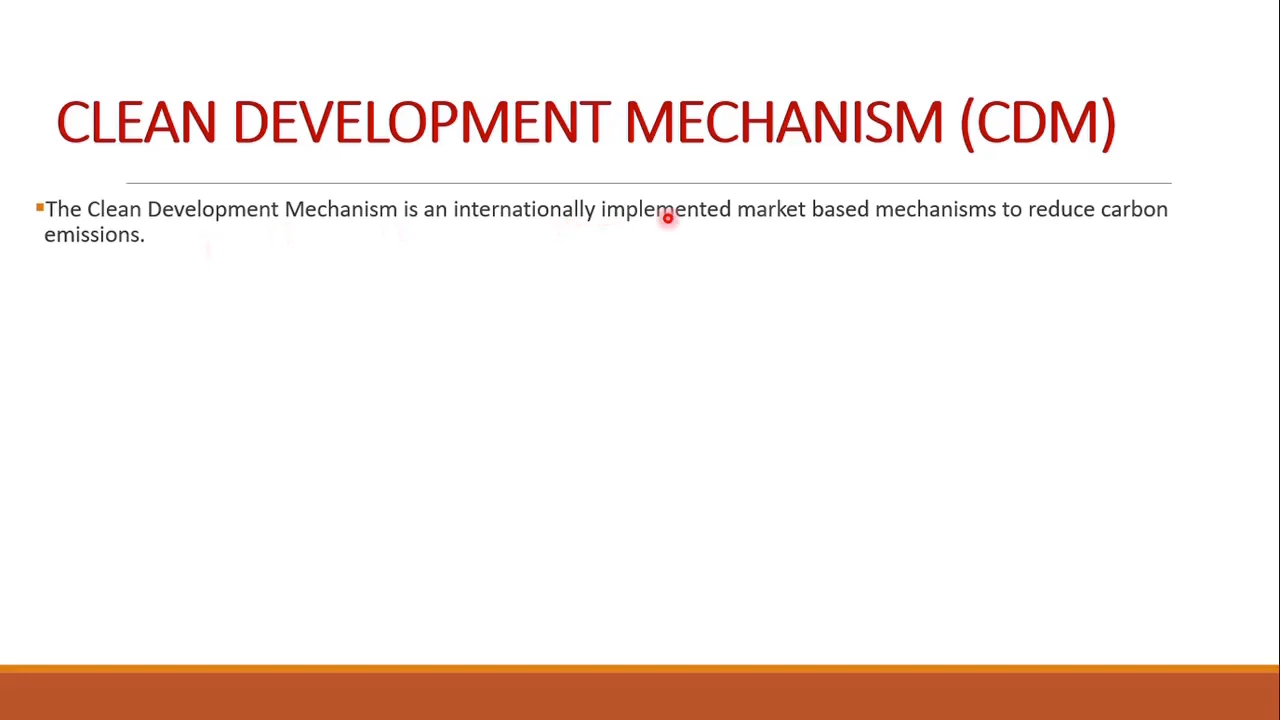 CLEAN DEVELOPMENT MECHANISM (CDM)
▪The Clean Development Mechanism is an internationally implemented market based mechanisms to reduce carbon
emissions.